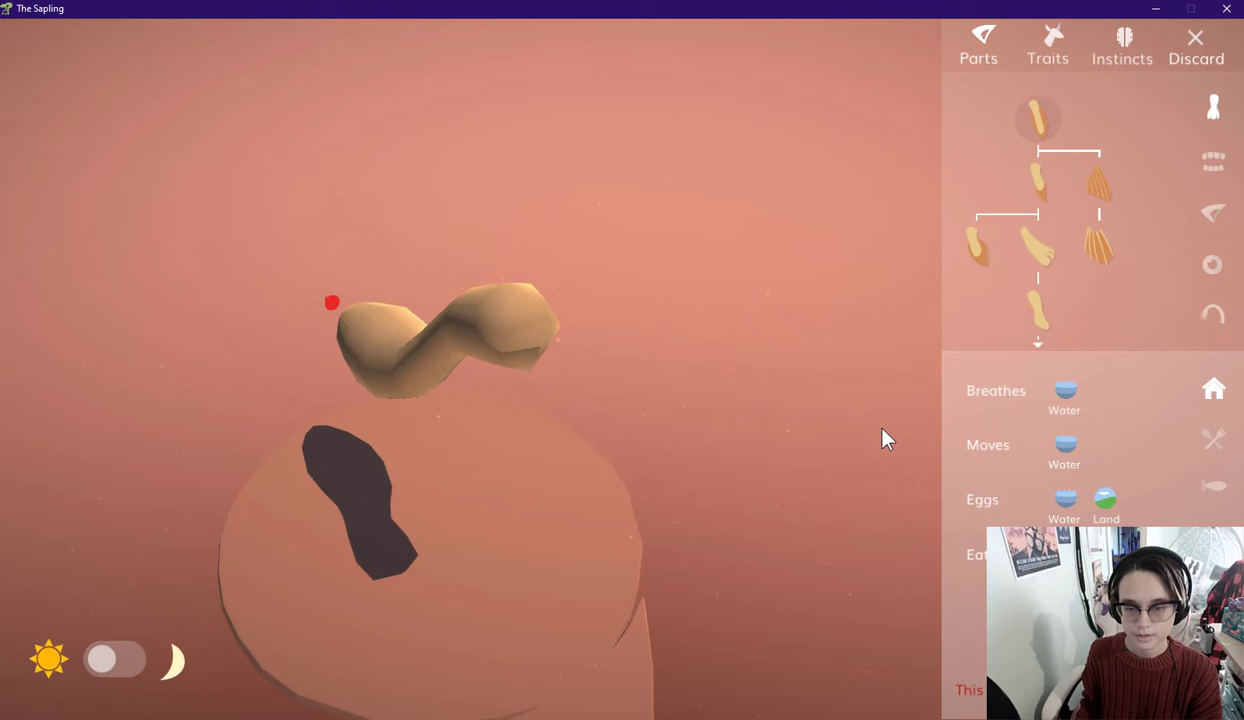 The Sapling
Parts Traits Instincts Discard
Breathes
Water
Moves
Water
Eggs
Water Land
Eat
This